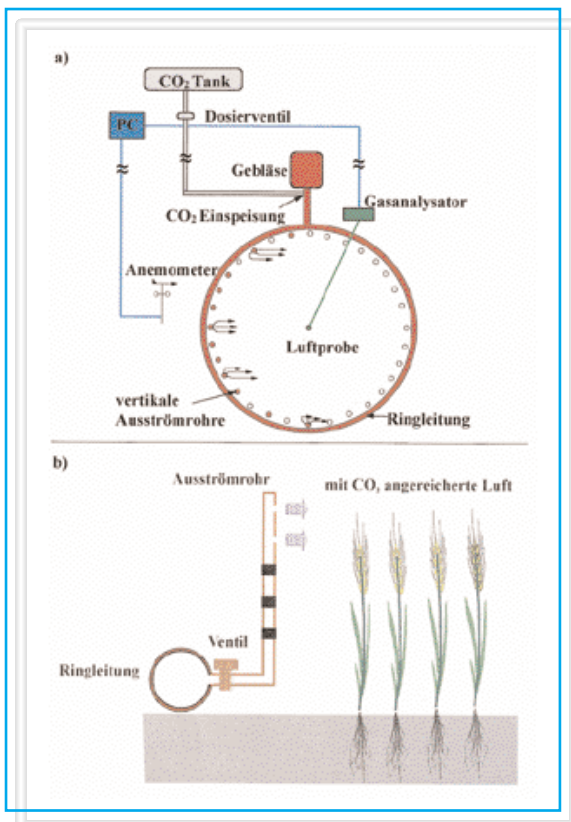 a)
CO₂ Tank
PC
Dosierventil
Gebläse
Gasanalysator
CO₂ Einspeisung
Anemometer
Luftprobe
vertikale
Ausströmrohre
Ringleitung
b)
Ausströmrohr
mit CO₂ angereicherte Luft
Ventil
Ringleitung